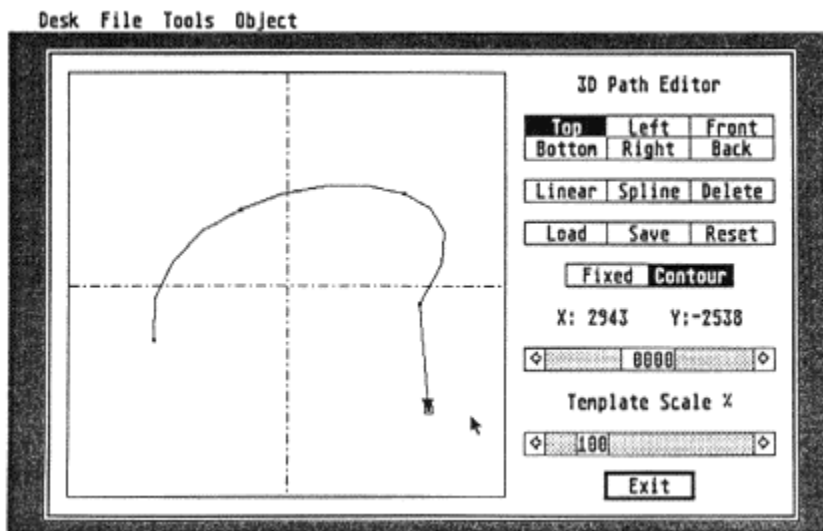 Desk File Tools Object
3D Path Editor
Top Left Front
Bottom Right Back
Linear Spline Delete
Load Save Reset
Fixed Contour
X: 2943 Y:-2538
0000
Template Scale %
100
Exit